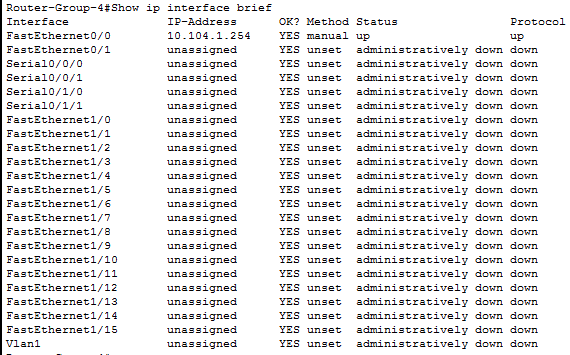 Router-Group-4#Show ip interface brief
Interface IP-Address OK? Method Status Protocol
FastEthernet0/0 10.104.1.254 YES manual up up
FastEthernet0/1 unassigned YES unset administratively down down
Serial0/0/0 unassigned YES unset administratively down down
Serial0/0/1 unassigned YES unset administratively down down
Serial0/1/0 unassigned YES unset administratively down down
Serial0/1/1 unassigned YES unset administratively down down
FastEthernet1/0 unassigned YES unset administratively down down
FastEthernet1/1 unassigned YES unset administratively down down
FastEthernet1/2 unassigned YES unset administratively down down
FastEthernet1/3 unassigned YES unset administratively down down
FastEthernet1/4 unassigned YES unset administratively down down
FastEthernet1/5 unassigned YES unset administratively down down
FastEthernet1/6 unassigned YES unset administratively down down
FastEthernet1/7 unassigned YES unset administratively down down
FastEthernet1/8 unassigned YES unset administratively down down
FastEthernet1/9 unassigned YES unset administratively down down
FastEthernet1/10 unassigned YES unset administratively down down
FastEthernet1/11 unassigned YES unset administratively down down
FastEthernet1/12 unassigned YES unset administratively down down
FastEthernet1/13 unassigned YES unset administratively down down
FastEthernet1/14 unassigned YES unset administratively down down
FastEthernet1/15 unassigned YES unset administratively down down
Vlan1 unassigned YES unset administratively down down